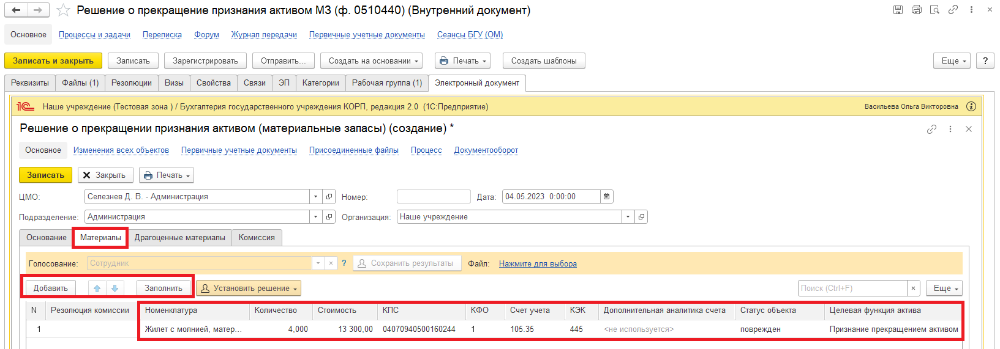 Решение о прекращение признания активом МЗ (ф. 0510440) (Внутренний документ)
Основное Процессы и задачи Переписка Форум Журнал передачи Первичные учетные документы Сеансы БГУ (ОМ)
Записать и закрыть Записать Зарегистрировать Отправить... Создать на основании Печать Создать шаблоны Еще ?
Реквизиты Файлы (1) Резолюции Визы Свойства Связи ЭП Категории Рабочая группа (1) Электронный документ
1С Наше учреждение (Тестовая зона ) / Бухгалтерия государственного учреждения КОРП, редакция 2.0 (1С:Предприятие) Васильева Ольга Викторовна
Решение о прекращении признания активом (материальные запасы) (создание) *
Основное Изменения всех объектов Первичные учетные документы Присоединенные файлы Процесс Документооборот
Записать Закрыть Печать
ЦМО: Селезнев Д. В. - Администрация Номер: Дата: 04.05.2023 0:00:00
Подразделение: Администрация Организация: Наше учреждение
Основание Материалы Драгоценные материалы Комиссия
Голосование: Сотрудник ? Сохранить результаты Файл: Нажмите для выбора
Добавить Заполнить Установить решение Поиск (Ctrl+F) × Еще
N Резолюция комиссии Номенклатура Количество Стоимость КПС КФО Счет учета КЭК Дополнительная аналитика счета Статус объекта Целевая функция актива
1 Жилет с молнией, матер... 4,000 13 300,00 04070940500160244 1 105.35 445 <не используется> поврежден Признание прекращением активом